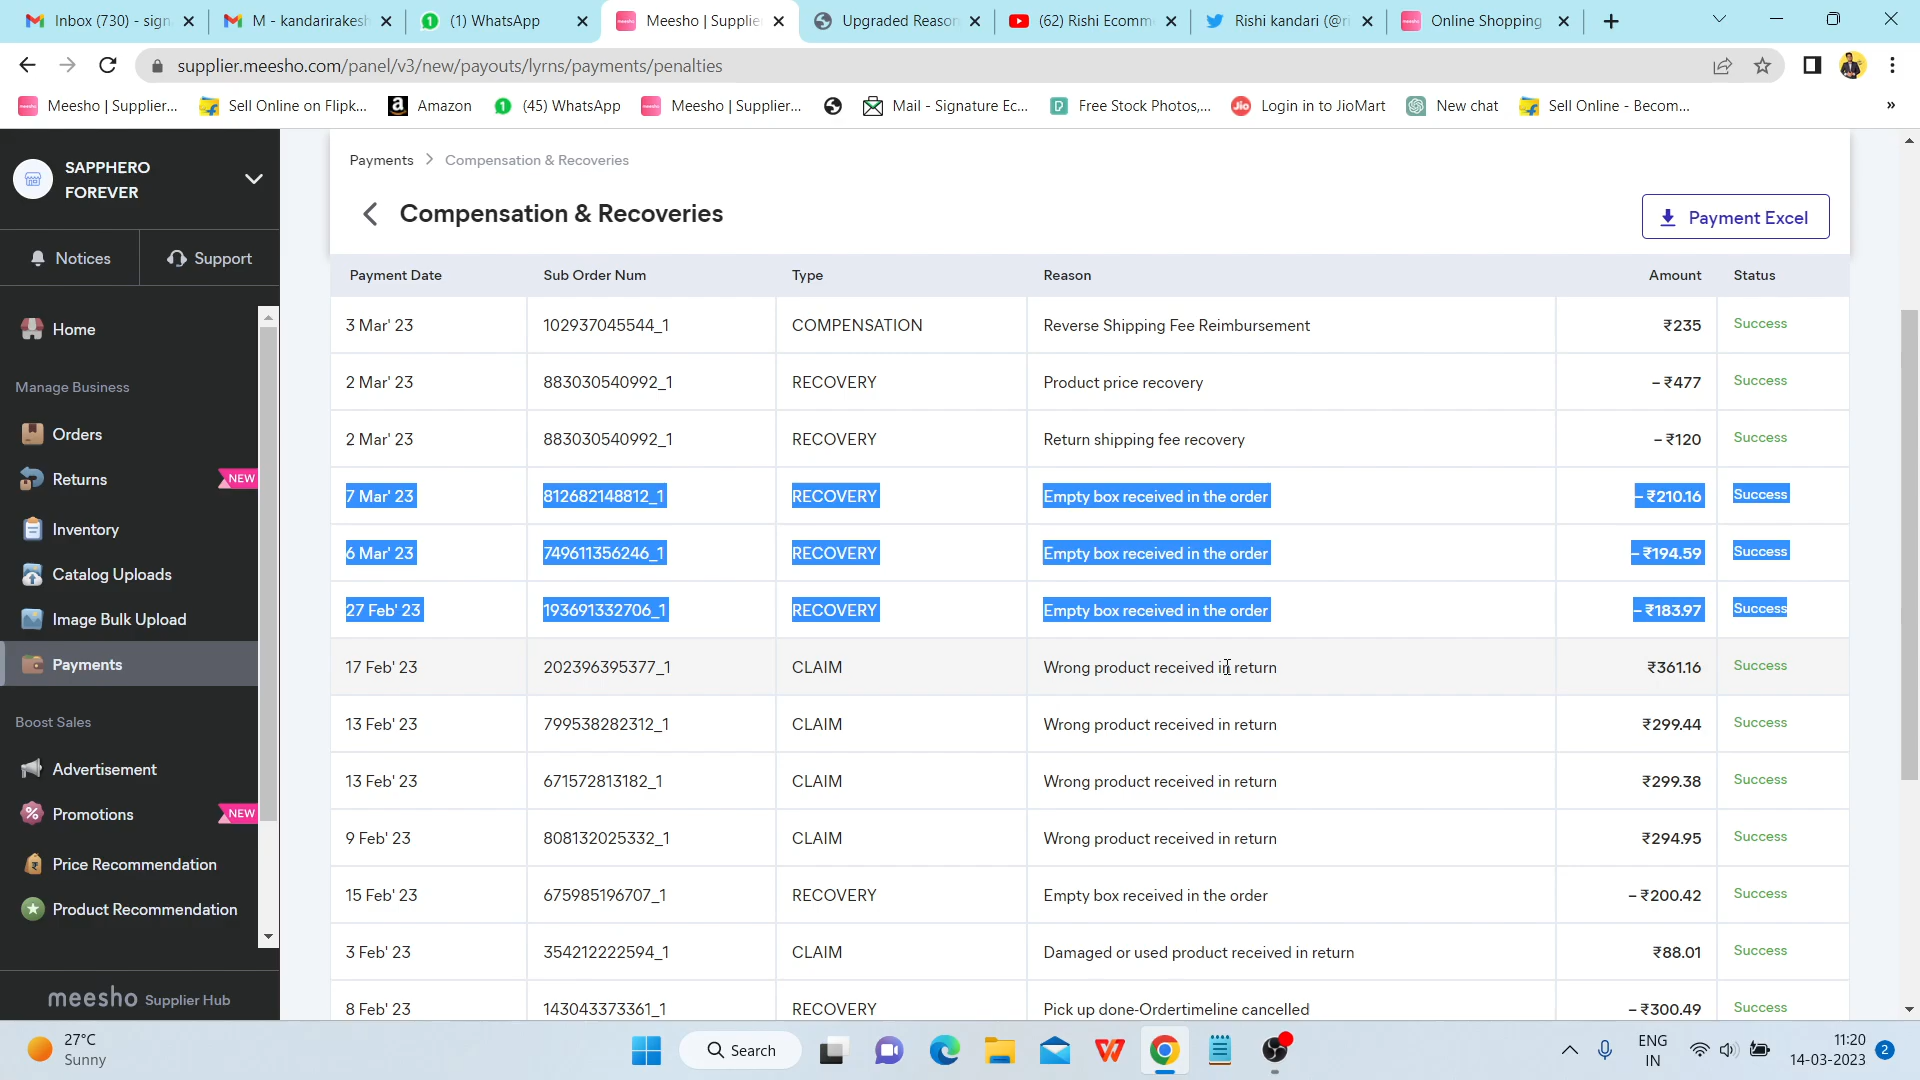 Inbox (730) - sign
M - kandarirakesh
(1) WhatsApp
Meesho | Supplie
Upgraded Reason
(62) Rishi Ecomm
Rishi kandari (@ri
Online Shopping
supplier.meesho.com/panel/v3/new/payouts/lyrns/payments/penalties
Meesho | Supplier...
Sell Online on Flipk...
Amazon
(45) WhatsApp
Meesho | Supplier...
Mail - Signature Ec...
Free Stock Photos,...
Login in to JioMart
New chat
Sell Online - Becom...
SAPPHERO
FOREVER
Notices
Support
Home
Manage Business
Orders
Returns
NEW
Inventory
Catalog Uploads
Image Bulk Upload
Payments
Boost Sales
Advertisement
Promotions
NEW
Price Recommendation
Product Recommendation
meesho Supplier Hub
Payments > Compensation & Recoveries
Compensation & Recoveries
Payment Excel
Payment Date Sub Order Num Type Reason Amount Status
3 Mar' 23 102937045544_1 COMPENSATION Reverse Shipping Fee Reimbursement ₹235 Success
2 Mar' 23 883030540992_1 RECOVERY Product price recovery – ₹477 Success
2 Mar' 23 883030540992_1 RECOVERY Return shipping fee recovery – ₹120 Success
7 Mar' 23 812682148812_1 RECOVERY Empty box received in the order – ₹210.16 Success
6 Mar' 23 749611356246_1 RECOVERY Empty box received in the order – ₹194.59 Success
27 Feb' 23 193691332706_1 RECOVERY Empty box received in the order – ₹183.97 Success
17 Feb' 23 202396395377_1 CLAIM Wrong product received in return ₹361.16 Success
13 Feb' 23 799538282312_1 CLAIM Wrong product received in return ₹299.44 Success
13 Feb' 23 671572813182_1 CLAIM Wrong product received in return ₹299.38 Success
9 Feb' 23 808132025332_1 CLAIM Wrong product received in return ₹294.95 Success
15 Feb' 23 675985196707_1 RECOVERY Empty box received in the order – ₹200.42 Success
3 Feb' 23 354212222594_1 CLAIM Damaged or used product received in return ₹88.01 Success
8 Feb' 23 143043373361_1 RECOVERY Pick up done-Ordertimeline cancelled – ₹300.49 Success
27°C
Sunny
Search
ENG
IN
11:20
14-03-2023
2